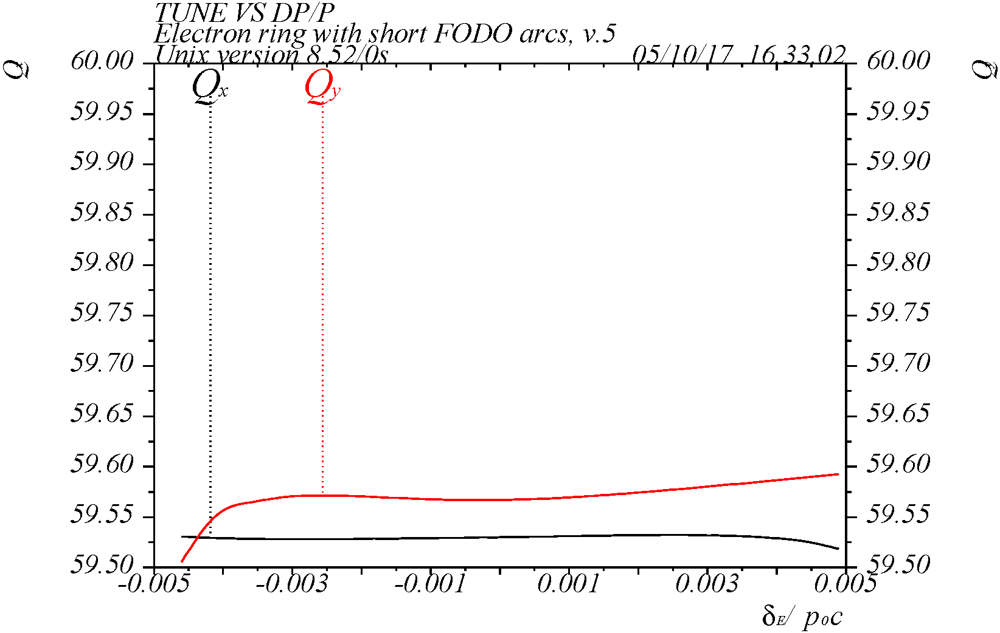 TUNE VS DP/P
Electron ring with short FODO arcs, v.5
Unix version 8.52/0s 05/10/17 16.33.02
Q
Q
Qx
Qy
60.00
59.95
59.90
59.85
59.80
59.75
59.70
59.65
59.60
59.55
59.50
60.00
59.95
59.90
59.85
59.80
59.75
59.70
59.65
59.60
59.55
59.50
-0.005 -0.003 -0.001 0.001 0.003 0.005
δE/ p0c